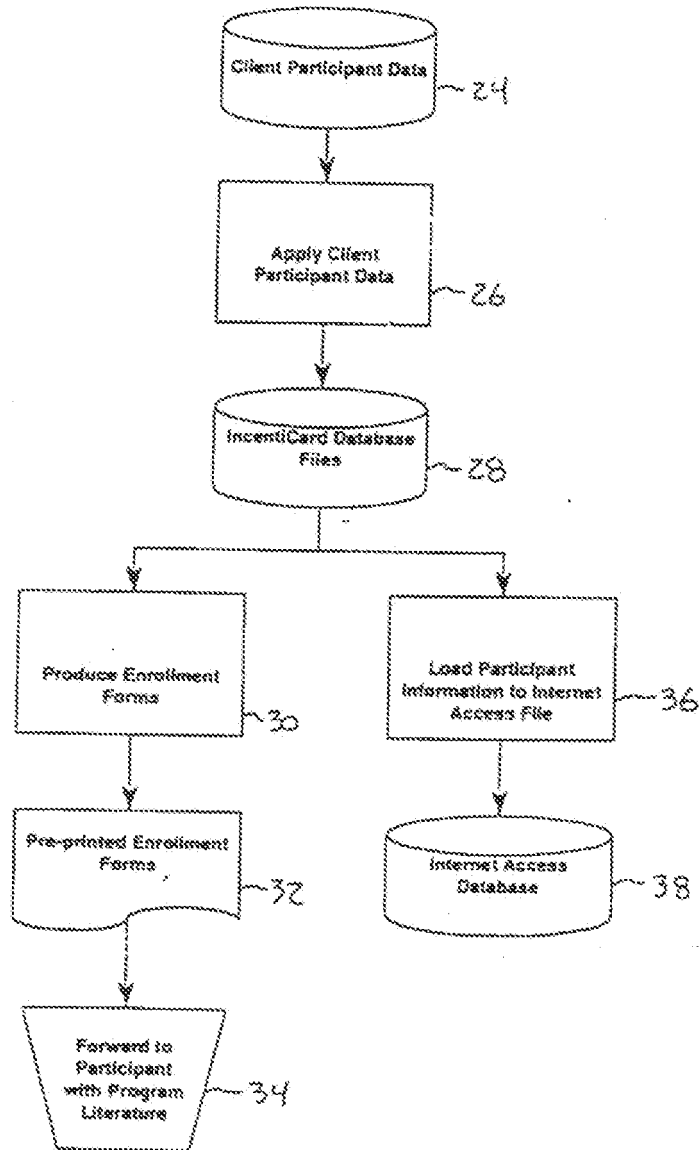 Client Participant Data
24
Apply Client
Participant Data
26
IncentiCard Database
Files
28
Produce Enrollment
Forms
30
Load Participant
Information to Internet
Access File
36
Pre-printed Enrollment
Forms
32
Internet Access
Database
38
Forward to
Participant
with Program
Literature
34